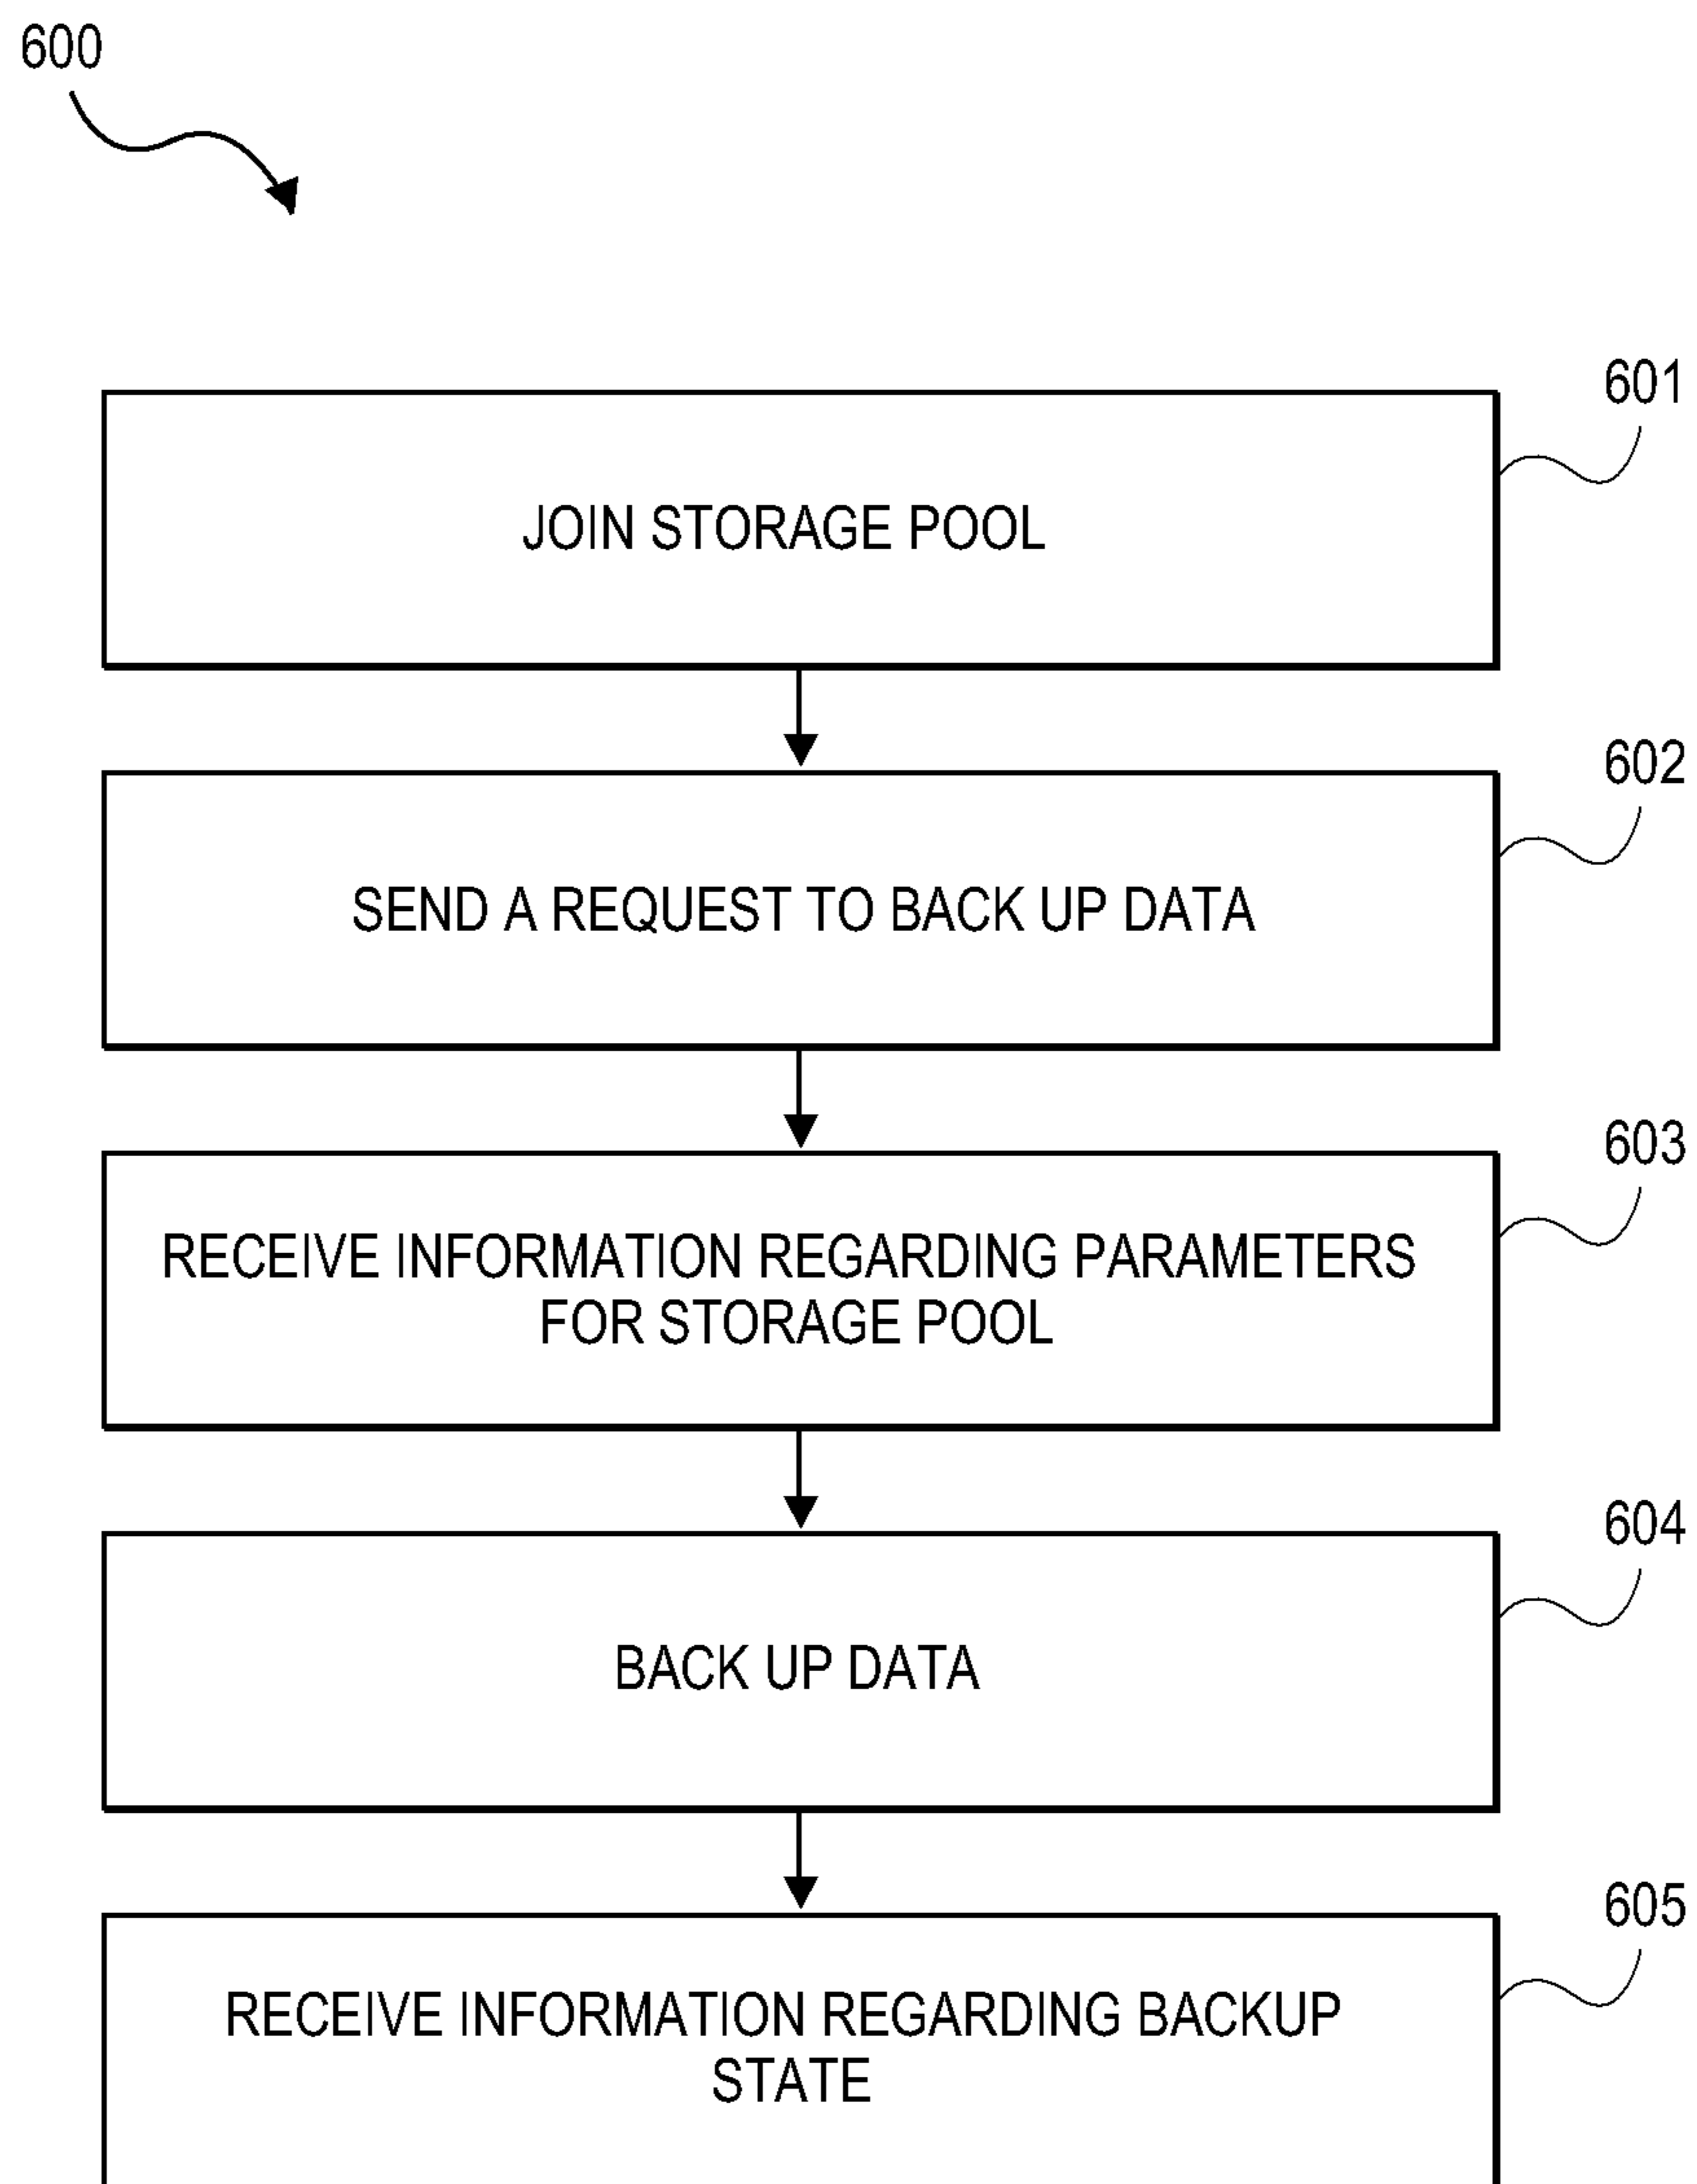 600
601
JOIN STORAGE POOL
602
SEND A REQUEST TO BACK UP DATA
603
RECEIVE INFORMATION REGARDING PARAMETERS
FOR STORAGE POOL
604
BACK UP DATA
605
RECEIVE INFORMATION REGARDING BACKUP
STATE